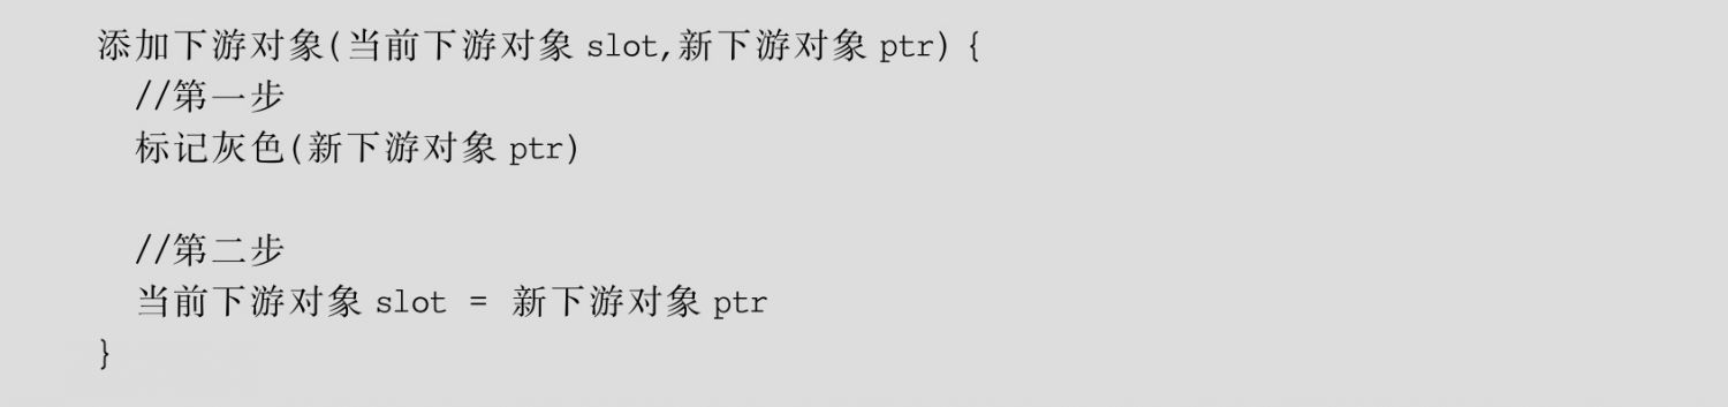 添加下游对象(当前下游对象 slot,新下游对象 ptr) {
//第一步
标记灰色(新下游对象 ptr)
//第二步
当前下游对象 slot = 新下游对象 ptr
}